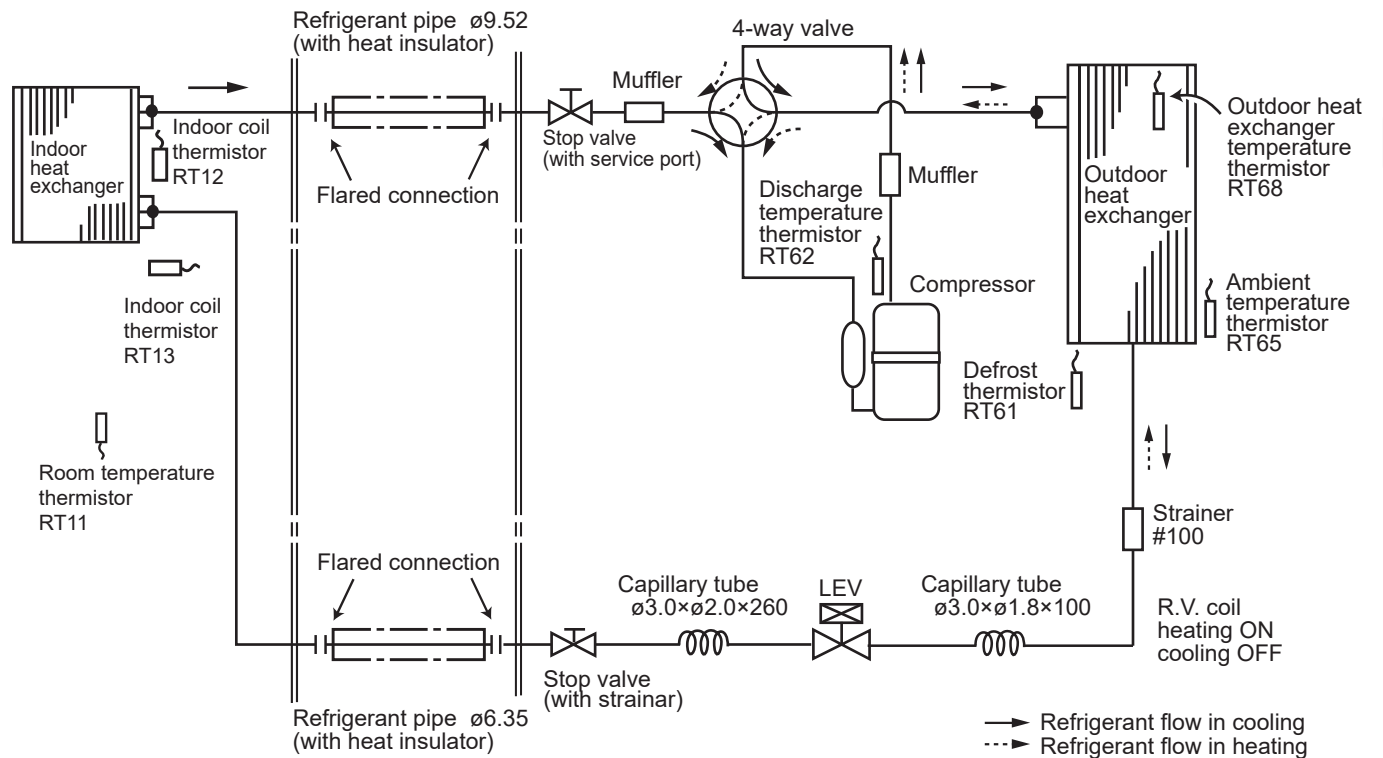 Refrigerant pipe ø9.52
(with heat insulator)
4-way valve
Muffler
Stop valve
(with service port)
Indoor
heat
exchanger
Indoor coil
thermistor
RT12
Flared connection
Discharge
temperature
thermistor
RT62
Muffler
Compressor
Outdoor
heat
exchanger
Outdoor heat
exchanger
temperature
thermistor
RT68
Ambient
temperature
thermistor
RT65
Defrost
thermistor
RT61
Indoor coil
thermistor
RT13
Room temperature
thermistor
RT11
Strainer
#100
Flared connection
Capillary tube
ø3.0×ø2.0×260
LEV
Capillary tube
ø3.0×ø1.8×100
R.V. coil
heating ON
cooling OFF
Stop valve
(with strainar)
Refrigerant pipe ø6.35
(with heat insulator)
Refrigerant flow in cooling
Refrigerant flow in heating